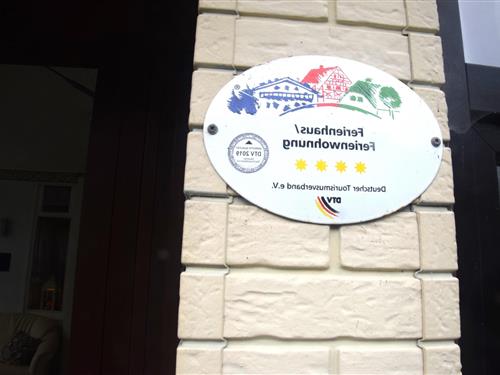 Ferienhaus/
Ferienwohnung
DTV 2019
Deutscher Tourismusverband e.V.
DTV